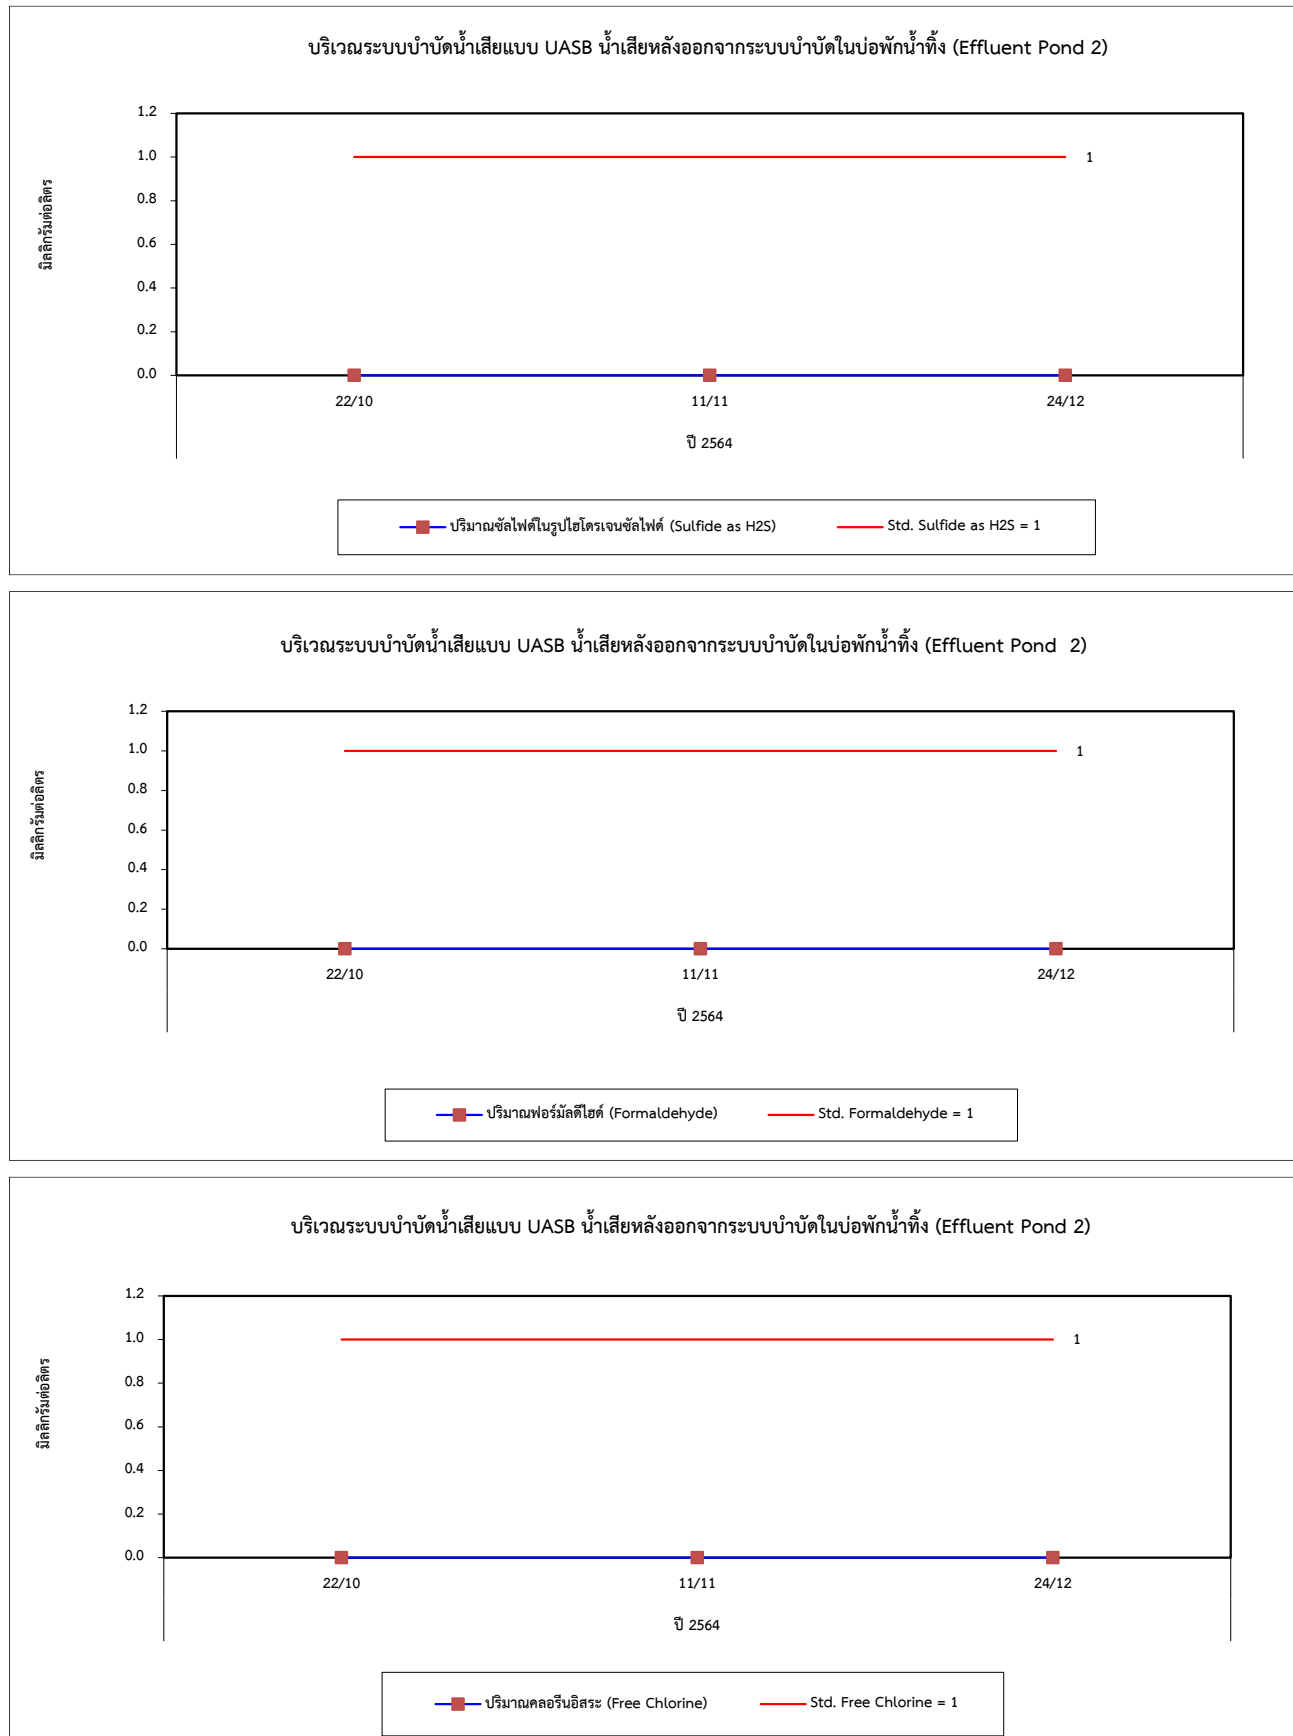 บริเวณระบบบำบัดน้ำเสียแบบ UASB น้ำเสียหลังออกจากระบบบำบัดในบ่อพักน้ำทิ้ง (Effluent Pond 2)
มิลลิกรัมต่อลิตร
1.2
1.0
0.8
0.6
0.4
0.2
0.0
1
22/10 11/11 24/12
ปี 2564
ปริมาณซัลไฟด์ในรูปไฮโดรเจนซัลไฟด์ (Sulfide as H2S) Std. Sulfide as H2S = 1
บริเวณระบบบำบัดน้ำเสียแบบ UASB น้ำเสียหลังออกจากระบบบำบัดในบ่อพักน้ำทิ้ง (Effluent Pond 2)
มิลลิกรัมต่อลิตร
1.2
1.0
0.8
0.6
0.4
0.2
0.0
1
22/10 11/11 24/12
ปี 2564
ปริมาณฟอร์มัลดีไฮด์ (Formaldehyde) Std. Formaldehyde = 1
บริเวณระบบบำบัดน้ำเสียแบบ UASB น้ำเสียหลังออกจากระบบบำบัดในบ่อพักน้ำทิ้ง (Effluent Pond 2)
มิลลิกรัมต่อลิตร
1.2
1.0
0.8
0.6
0.4
0.2
0.0
1
22/10 11/11 24/12
ปี 2564
ปริมาณคลอรีนอิสระ (Free Chlorine) Std. Free Chlorine = 1